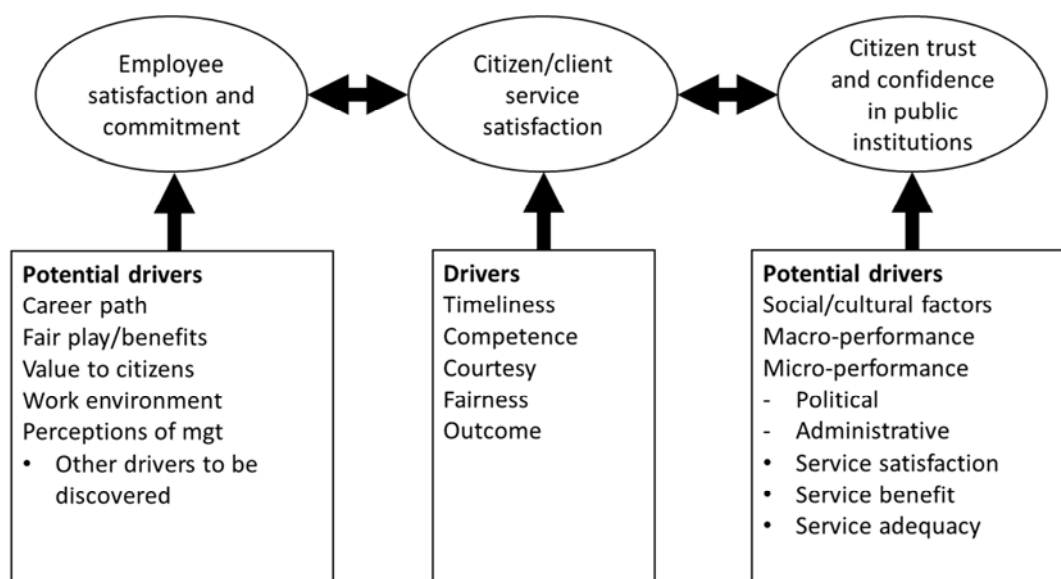 Employee
satisfaction and
commitment
Citizen/client
service
satisfaction
Citizen trust
and confidence
in public
institutions
Potential drivers
Career path
Fair play/benefits
Value to citizens
Work environment
Perceptions of mgt
• Other drivers to be
discovered
Drivers
Timeliness
Competence
Courtesy
Fairness
Outcome
Potential drivers
Social/cultural factors
Macro-performance
Micro-performance
- Political
- Administrative
• Service satisfaction
• Service benefit
• Service adequacy